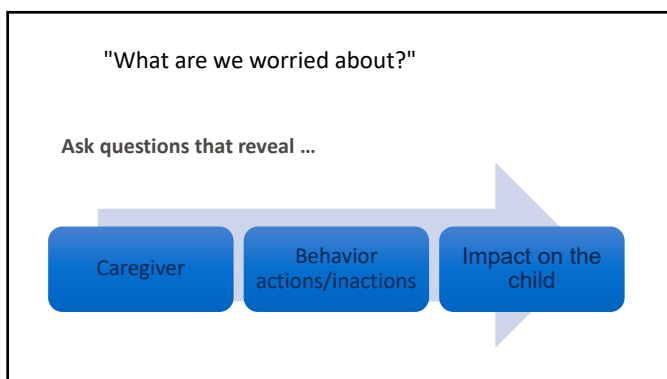 "What are we worried about?"
Ask questions that reveal …
Caregiver
Behavior
actions/inactions
Impact on the
child